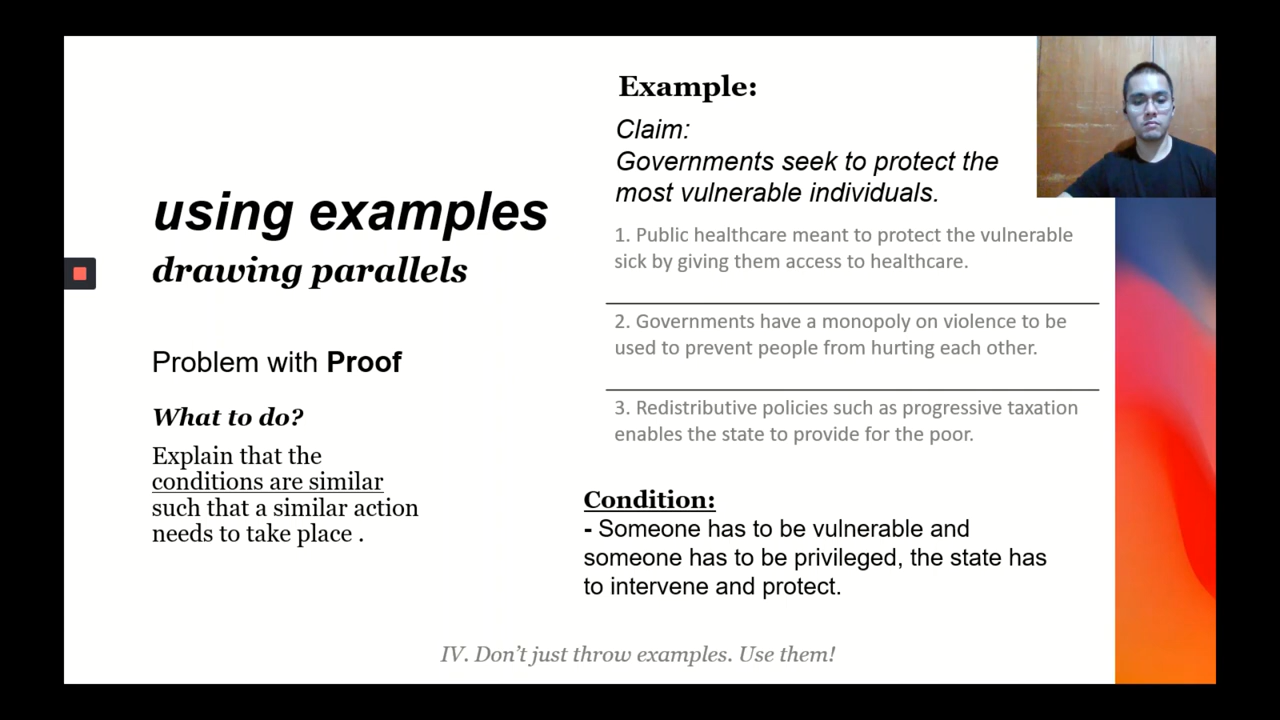 using examples
drawing parallels
Problem with Proof
What to do?
Explain that the
conditions are similar
such that a similar action
needs to take place .
Example:
Claim:
Governments seek to protect the
most vulnerable individuals.
1. Public healthcare meant to protect the vulnerable
sick by giving them access to healthcare.
2. Governments have a monopoly on violence to be
used to prevent people from hurting each other.
3. Redistributive policies such as progressive taxation
enables the state to provide for the poor.
Condition:
- Someone has to be vulnerable and
someone has to be privileged, the state has
to intervene and protect.
IV. Don’t just throw examples. Use them!